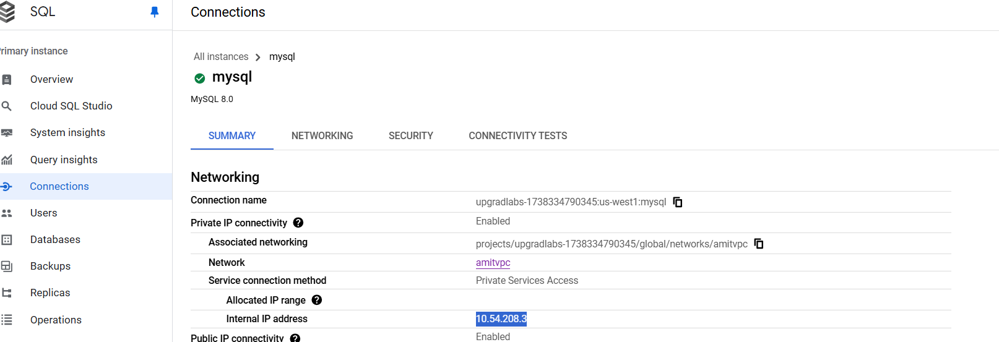 SQL
Connections
Primary instance
All instances > mysql
mysql
MySQL 8.0
Overview
Cloud SQL Studio
System insights
Query insights
Connections
Users
Databases
Backups
Replicas
Operations
SUMMARY NETWORKING SECURITY CONNECTIVITY TESTS
Networking
Connection name upgradlabs-1738334790345:us-west1:mysql
Private IP connectivity ? Enabled
Associated networking projects/upgradlabs-1738334790345/global/networks/amitvpc
Network amitvpc
Service connection method Private Services Access
Allocated IP range ?
Internal IP address 10.54.208.3
Public IP connectivity ? Enabled